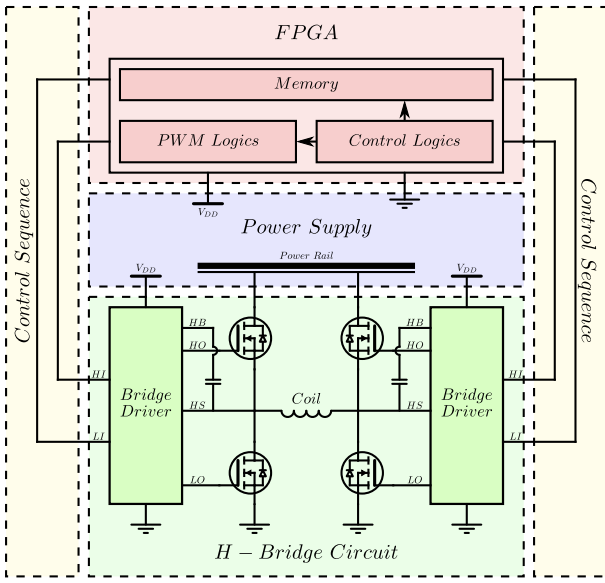 FPGA
Memory
PWM Logics
Control Logics
V_DD
Power Supply
Power Rail
V_DD
V_DD
Control Sequence
Control Sequence
HB
HO
HI
HS
LI
LO
Bridge
Driver
Coil
HB
HO
HI
HS
LI
LO
Bridge
Driver
H – Bridge Circuit